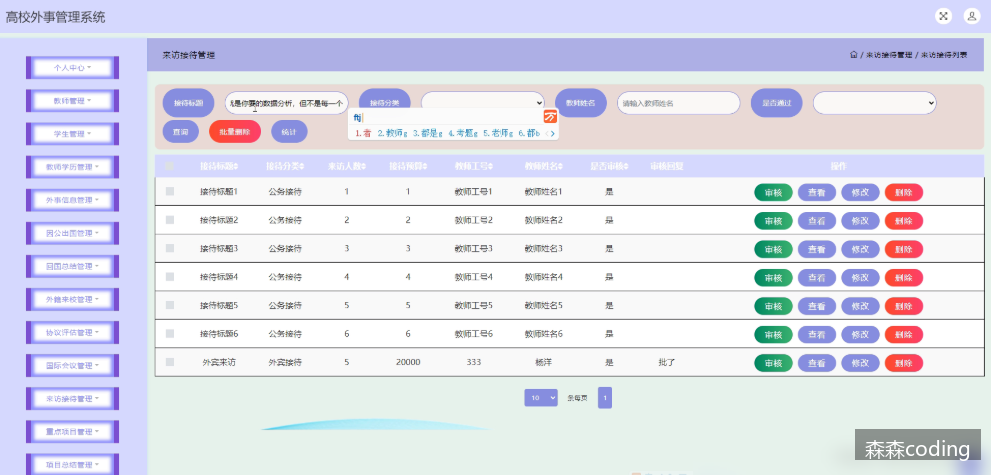 高校外事管理系统
来访接待管理
/ 来访接待管理 / 来访接待列表
个人中心
教师管理
学生管理
教师学历管理
外事信息管理
因公出国管理
回国总结管理
外籍来校管理
协议评估管理
国际会议管理
来访接待管理
重点项目管理
项目总结管理
接待标题 是你要的数据分析，但不是每一个 接待分类 教师姓名 请输入教师姓名 是否通过
ftj
1.看 2.教师g 3.都是g 4.考题g 5.老师g 6.都b
查询 批量删除 统计
接待标题 接待分类 来访人数 接待预算 教师工号 教师姓名 是否审核 审核回复 操作
接待标题1 公务接待 1 1 教师工号1 教师姓名1 是 审核 查看 修改 删除
接待标题2 公务接待 2 2 教师工号2 教师姓名2 是 审核 查看 修改 删除
接待标题3 公务接待 3 3 教师工号3 教师姓名3 是 审核 查看 修改 删除
接待标题4 公务接待 4 4 教师工号4 教师姓名4 是 审核 查看 修改 删除
接待标题5 公务接待 5 5 教师工号5 教师姓名5 是 审核 查看 修改 删除
接待标题6 公务接待 6 6 教师工号6 教师姓名6 是 审核 查看 修改 删除
外宾来访 外宾接待 5 20000 333 杨洋 是 批了 审核 查看 修改 删除
10 条每页 1
森森coding